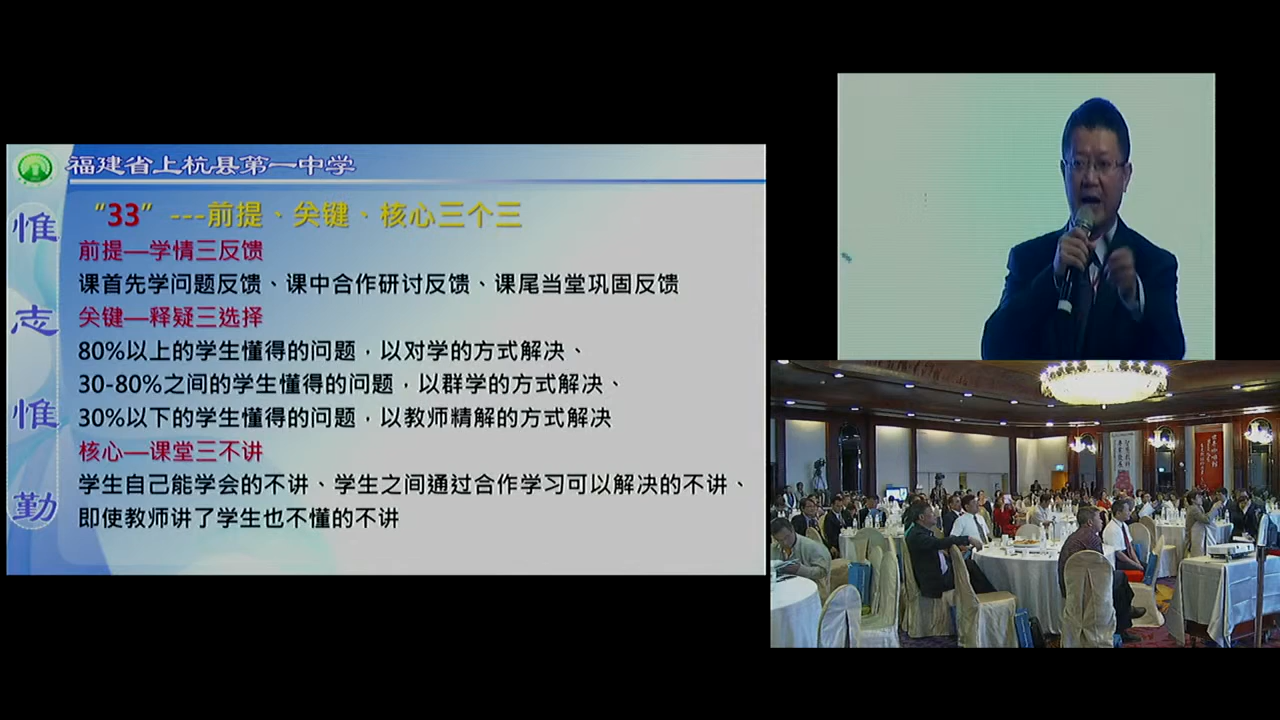 福建省上杭县第一中学
惟
志
惟
勤
“33”---前提、关键、核心三个三
前提—学情三反馈
课首先学问题反馈、课中合作研讨反馈、课尾当堂巩固反馈
关键—释疑三选择
80%以上的学生懂得的问题，以对学的方式解决、
30-80%之间的学生懂得的问题，以群学的方式解决、
30%以下的学生懂得的问题，以教师精解的方式解决
核心—课堂三不讲
学生自己能学会的不讲、学生之间通过合作学习可以解决的不讲、
即使教师讲了学生也不懂的不讲